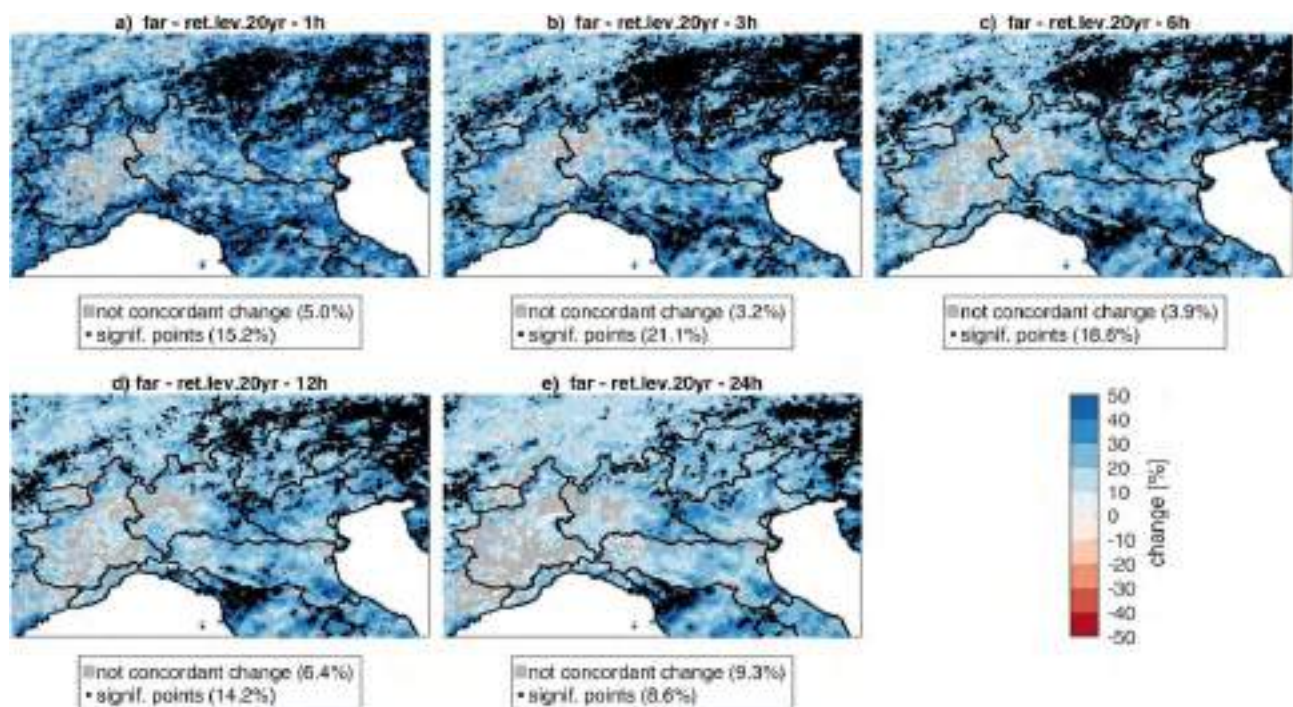 a) far - ret.lev.20yr - 1h
b) far - ret.lev.20yr - 3h
c) far - ret.lev.20yr - 6h
not concordant change (5.0%)
signif. points (15.2%)
not concordant change (3.2%)
signif. points (21.1%)
not concordant change (3.9%)
signif. points
d) far - ret.lev.20yr - 12h
e) far - ret.lev.20yr - 24h
50
40
30
20
10
0
-10
-20
-30
-40
-50
change [%]
not concordant change (6.4%)
signif. points (14.2%)
not concordant change (9.3%)
signif. points (8.6%)